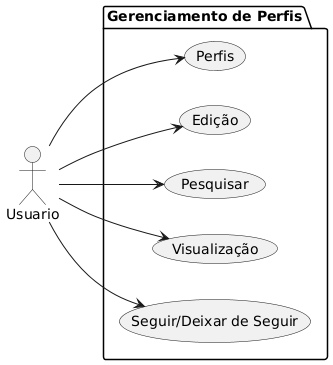 Gerenciamento de Perfis
Perfis
Edição
Pesquisar
Usuario
Visualização
Seguir/Deixar de Seguir